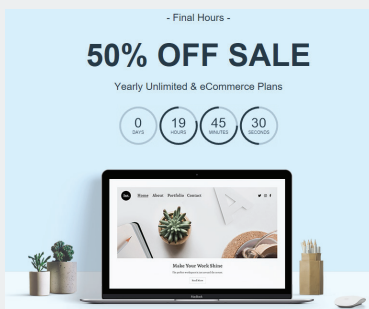 - Final Hours -
50% OFF SALE
Yearly Unlimited & eCommerce Plans
0 19 45 30
DAYS HOURS MINUTES SECONDS
Home About Portfolio Contact
Make Your Work Shine